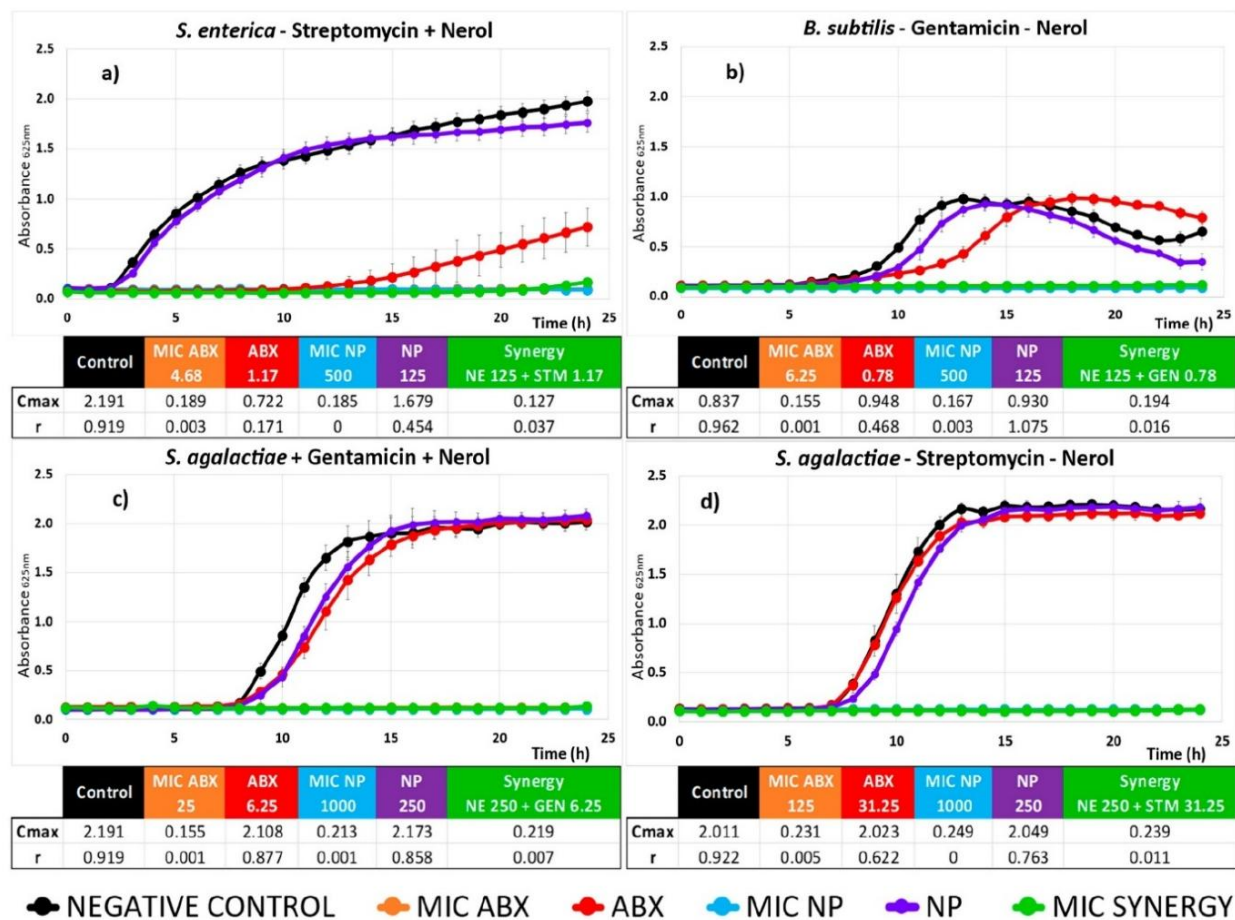 S. enterica - Streptomycin + Nerol
a)
Absorbance 625nm
2.5
2.0
1.5
1.0
0.5
0.0
0 5 10 15 20 25
Time (h)
Control MIC ABX 4.68 ABX 1.17 MIC NP 500 NP 125 Synergy NE 125 + STM 1.17
Cmax 2.191 0.189 0.722 0.185 1.679 0.127
r 0.919 0.003 0.171 0 0.454 0.037
B. subtilis - Gentamicin - Nerol
b)
Absorbance 625nm
2.5
2.0
1.5
1.0
0.5
0.0
0 5 10 15 20 25
Time (h)
Control MIC ABX 6.25 ABX 0.78 MIC NP 500 NP 125 Synergy NE 125 + GEN 0.78
Cmax 0.837 0.155 0.948 0.167 0.930 0.194
r 0.962 0.001 0.468 0.003 1.075 0.016
S. agalactiae + Gentamicin + Nerol
c)
Absorbance 625nm
2.5
2.0
1.5
1.0
0.5
0.0
0 5 10 15 20 25
Time (h)
Control MIC ABX 25 ABX 6.25 MIC NP 1000 NP 250 Synergy NE 250 + GEN 6.25
Cmax 2.191 0.155 2.108 0.213 2.173 0.219
r 0.919 0.001 0.877 0.001 0.858 0.007
S. agalactiae - Streptomycin - Nerol
d)
Absorbance 625nm
2.5
2.0
1.5
1.0
0.5
0.0
0 5 10 15 20 25
Time (h)
Control MIC ABX 125 ABX 31.25 MIC NP 1000 NP 250 Synergy NE 250 + STM 31.25
Cmax 2.011 0.231 2.023 0.249 2.049 0.239
r 0.922 0.005 0.622 0 0.763 0.011
NEGATIVE CONTROL MIC ABX ABX MIC NP NP MIC SYNERGY